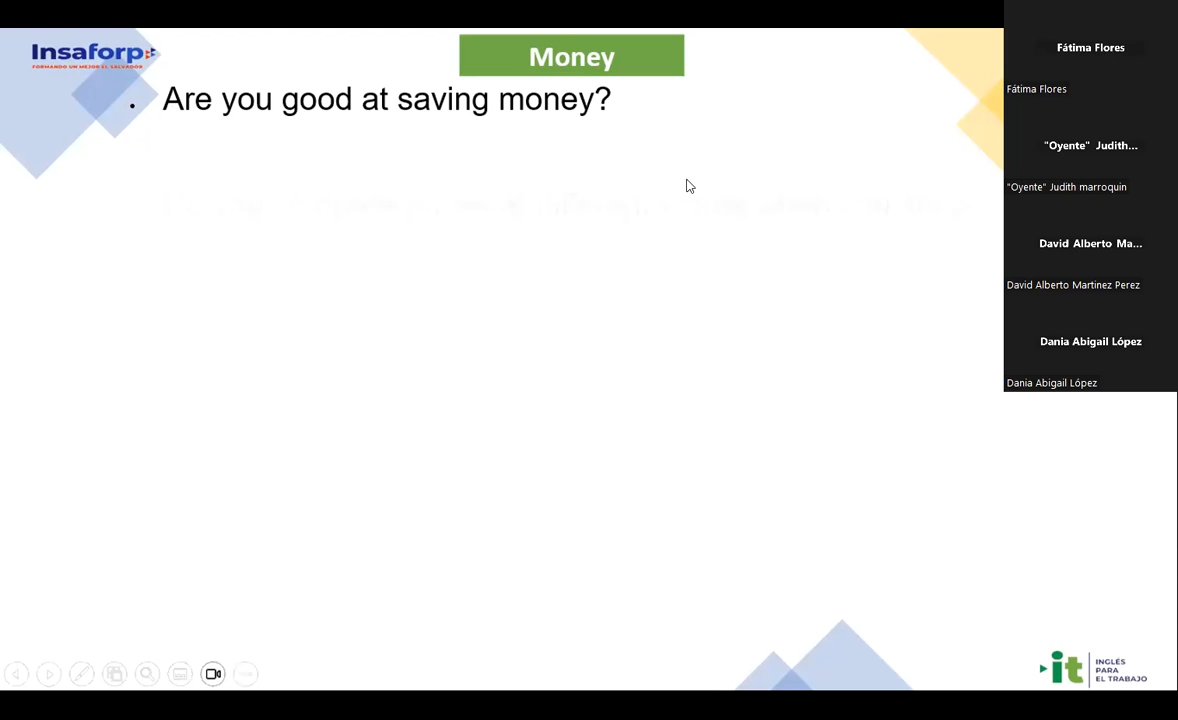 Insaforp
FORMANDO UN MEJOR EL SALVADOR
Money
• Are you good at saving money?
Fátima Flores
Fátima Flores
"Oyente" Judith...
"Oyente" Judith marroquin
David Alberto Ma...
David Alberto Martinez Perez
Dania Abigail López
Dania Abigail López
it
INGLÉS
PARA
EL TRABAJO